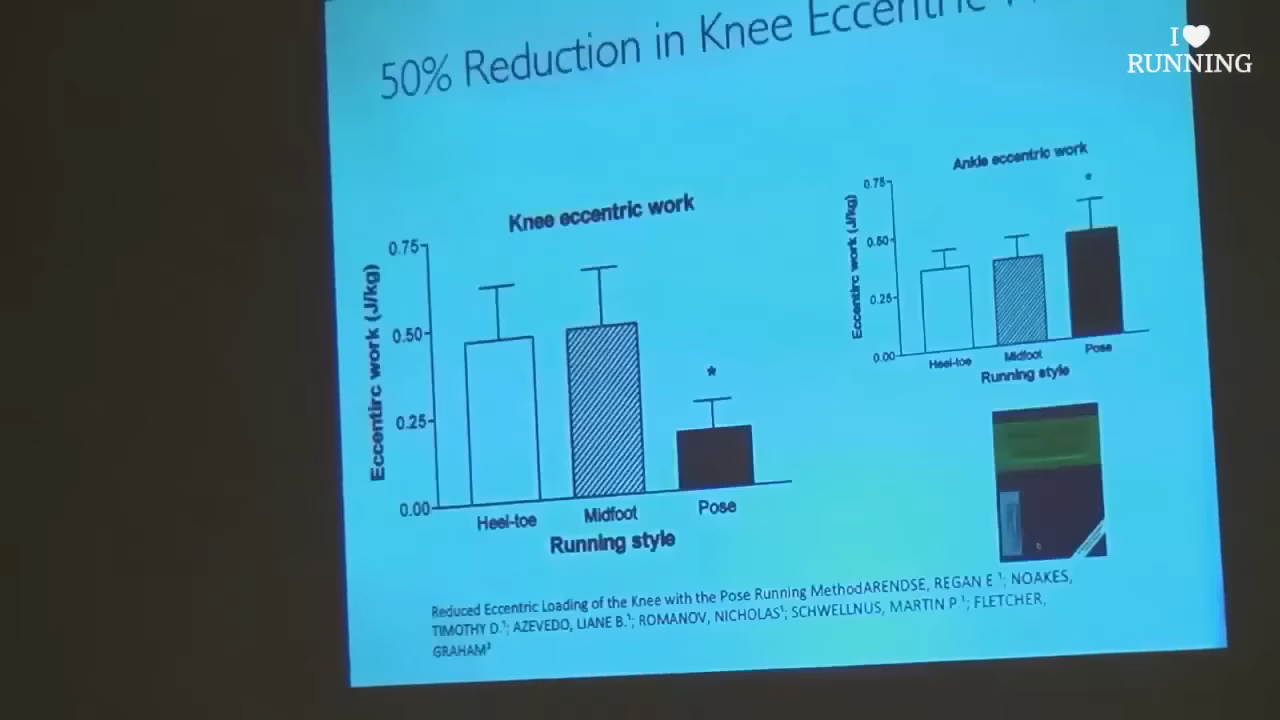 50% Reduction in Knee Eccentric
I
RUNNING
Knee eccentric work
0.75
0.50
0.25
0.00
Eccentirc work (J/kg)
Heel-toe
Midfoot
Pose
*
Running style
Ankle eccentric work
0.75
0.50
0.25
0.00
Eccentirc work (J/kg)
Heel-toe
Midfoot
Pose
*
Running style
Reduced Eccentric Loading of the Knee with the Pose Running MethodARENDSE, REGAN E ¹; NOAKES,
TIMOTHY D.¹; AZEVEDO, LIANE B.¹; ROMANOV, NICHOLAS¹; SCHWELLNUS, MARTIN P.¹; FLETCHER,
GRAHAM³